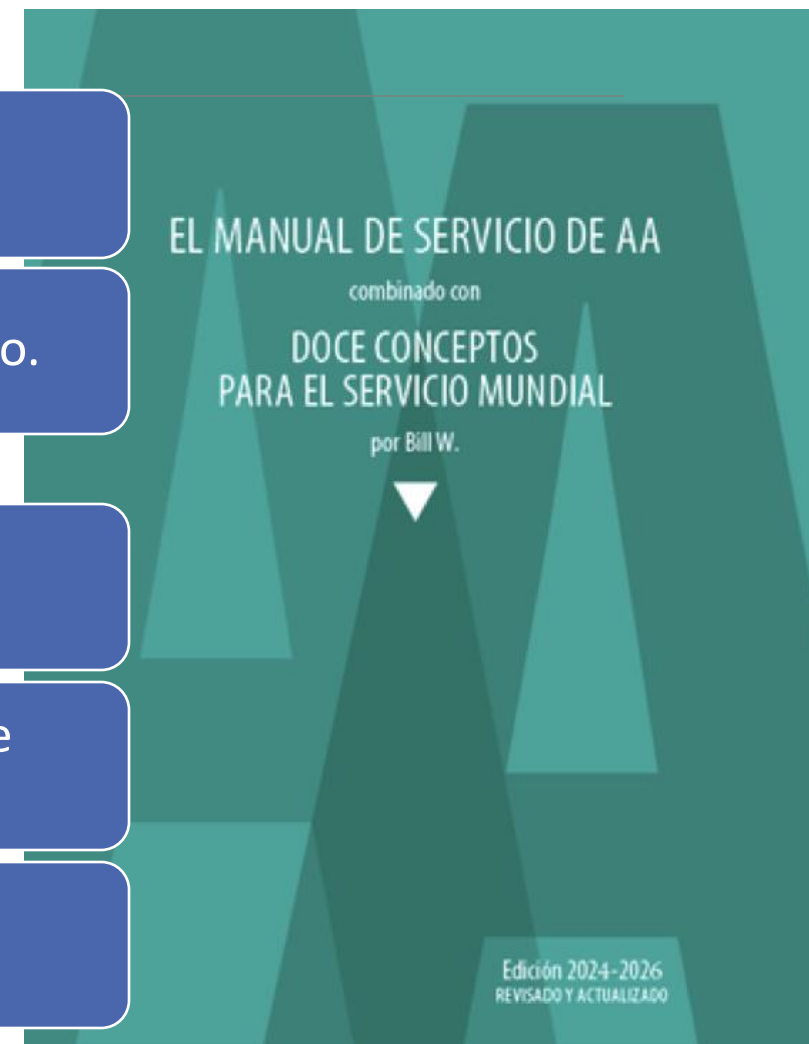 EL MANUAL DE SERVICIO DE AA
combinado con
o.
DOCE CONCEPTOS
PARA EL SERVICIO MUNDIAL
por Bill W.
e
Edición 2024-2026
REVISADO Y ACTUALIZADO